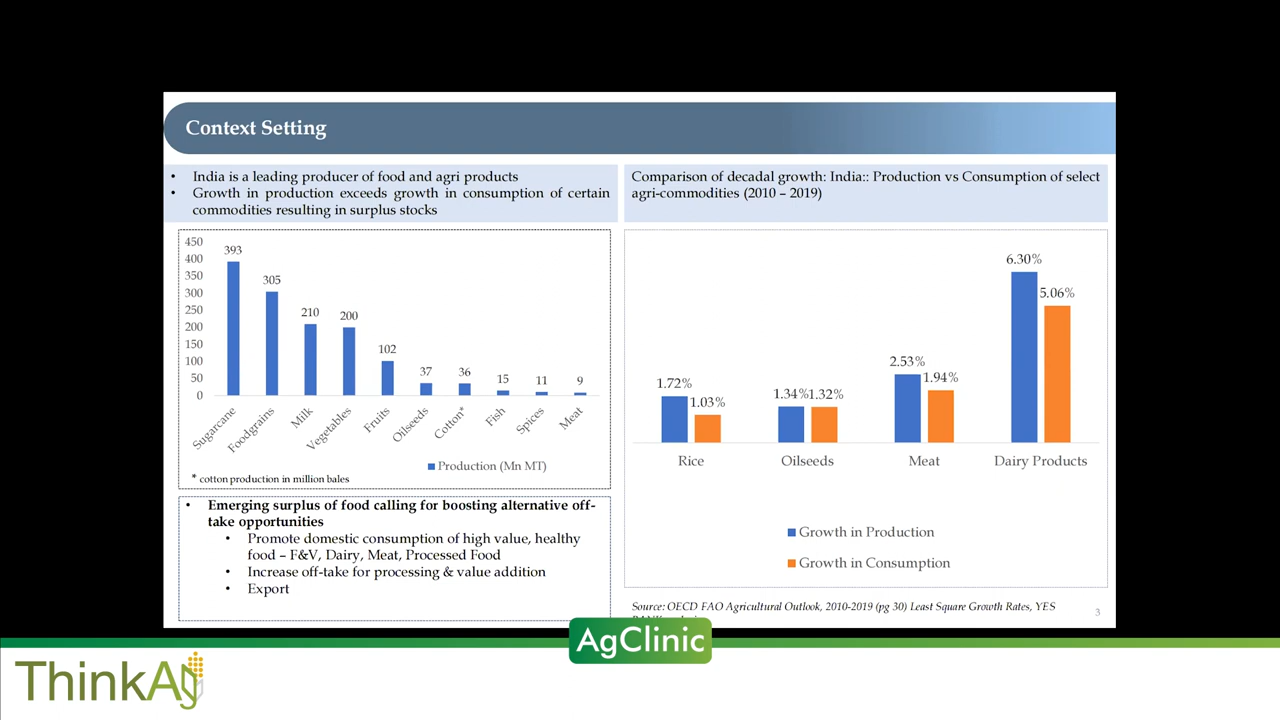 Context Setting
• India is a leading producer of food and agri products
• Growth in production exceeds growth in consumption of certain
commodities resulting in surplus stocks
450
400
350
300
250
200
150
100
50
0
393
305
210
200
102
37
36
15
11
9
Sugarcane
Foodgrains
Milk
Vegetables
Fruits
Oilseeds
Cotton*
Fish
Spices
Meat
Production (Mn MT)
* cotton production in million bales
• Emerging surplus of food calling for boosting alternative off-
take opportunities
• Promote domestic consumption of high value, healthy
food – F&V, Dairy, Meat, Processed Food
• Increase off-take for processing & value addition
• Export
Comparison of decadal growth: India:: Production vs Consumption of select
agri-commodities (2010 – 2019)
1.72%
1.03%
1.34%
1.32%
2.53%
1.94%
6.30%
5.06%
Rice
Oilseeds
Meat
Dairy Products
Growth in Production
Growth in Consumption
Source: OECD FAO Agricultural Outlook, 2010-2019 (pg 30) Least Square Growth Rates, YES
3
AgClinic
ThinkAg